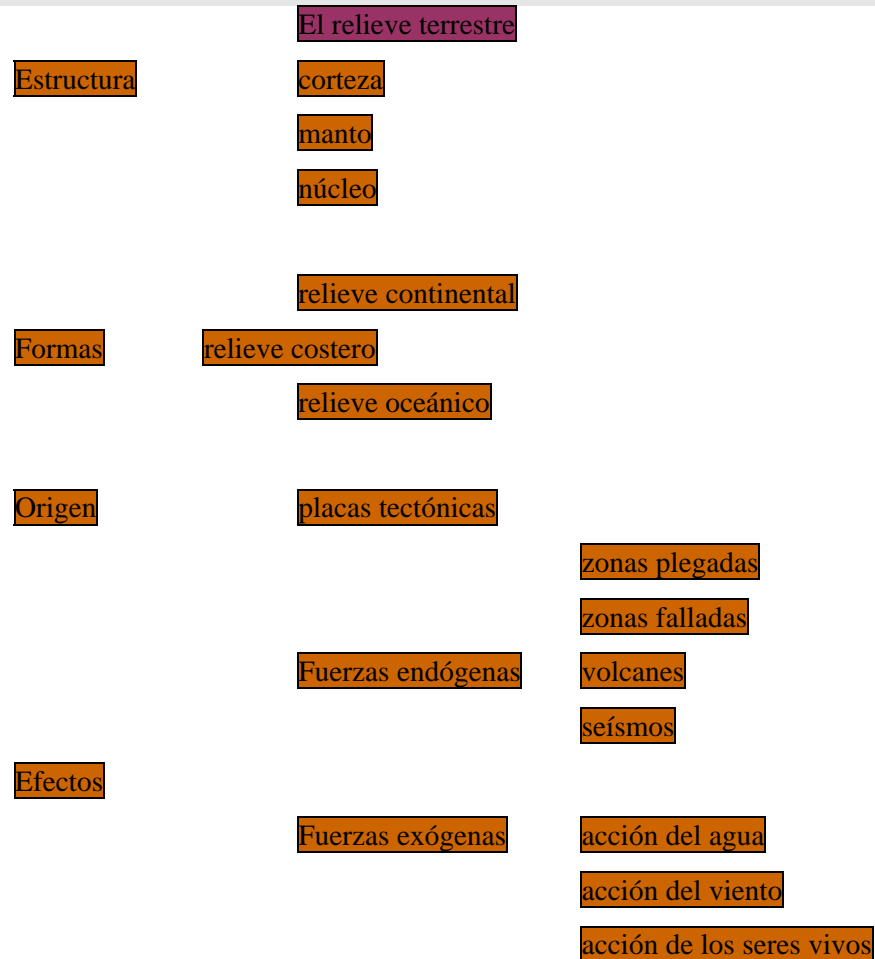 El relieve terrestre
Estructura corteza
manto
núcleo
relieve continental
Formas relieve costero
relieve oceánico
Origen placas tectónicas
zonas plegadas
zonas falladas
Fuerzas endógenas volcanes
seísmos
Efectos
Fuerzas exógenas acción del agua
acción del viento
acción de los seres vivos